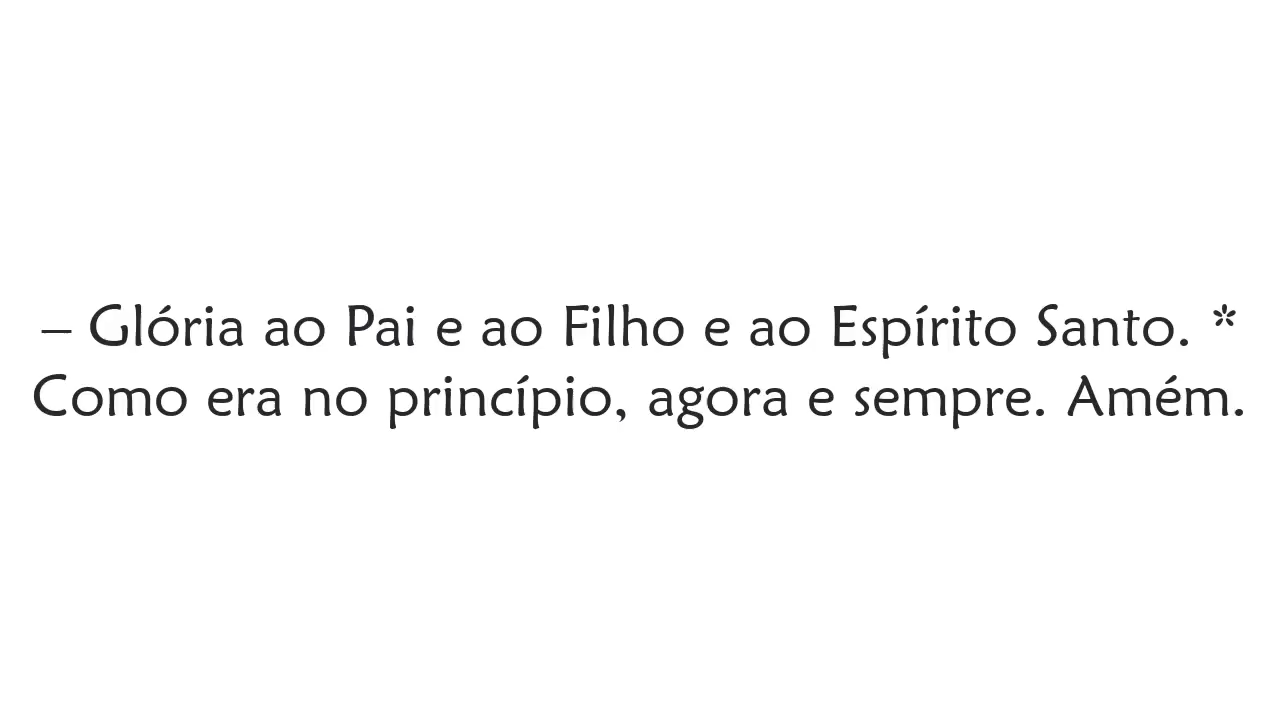 – Glória ao Pai e ao Filho e ao Espírito Santo. *
Como era no princípio, agora e sempre. Amém.